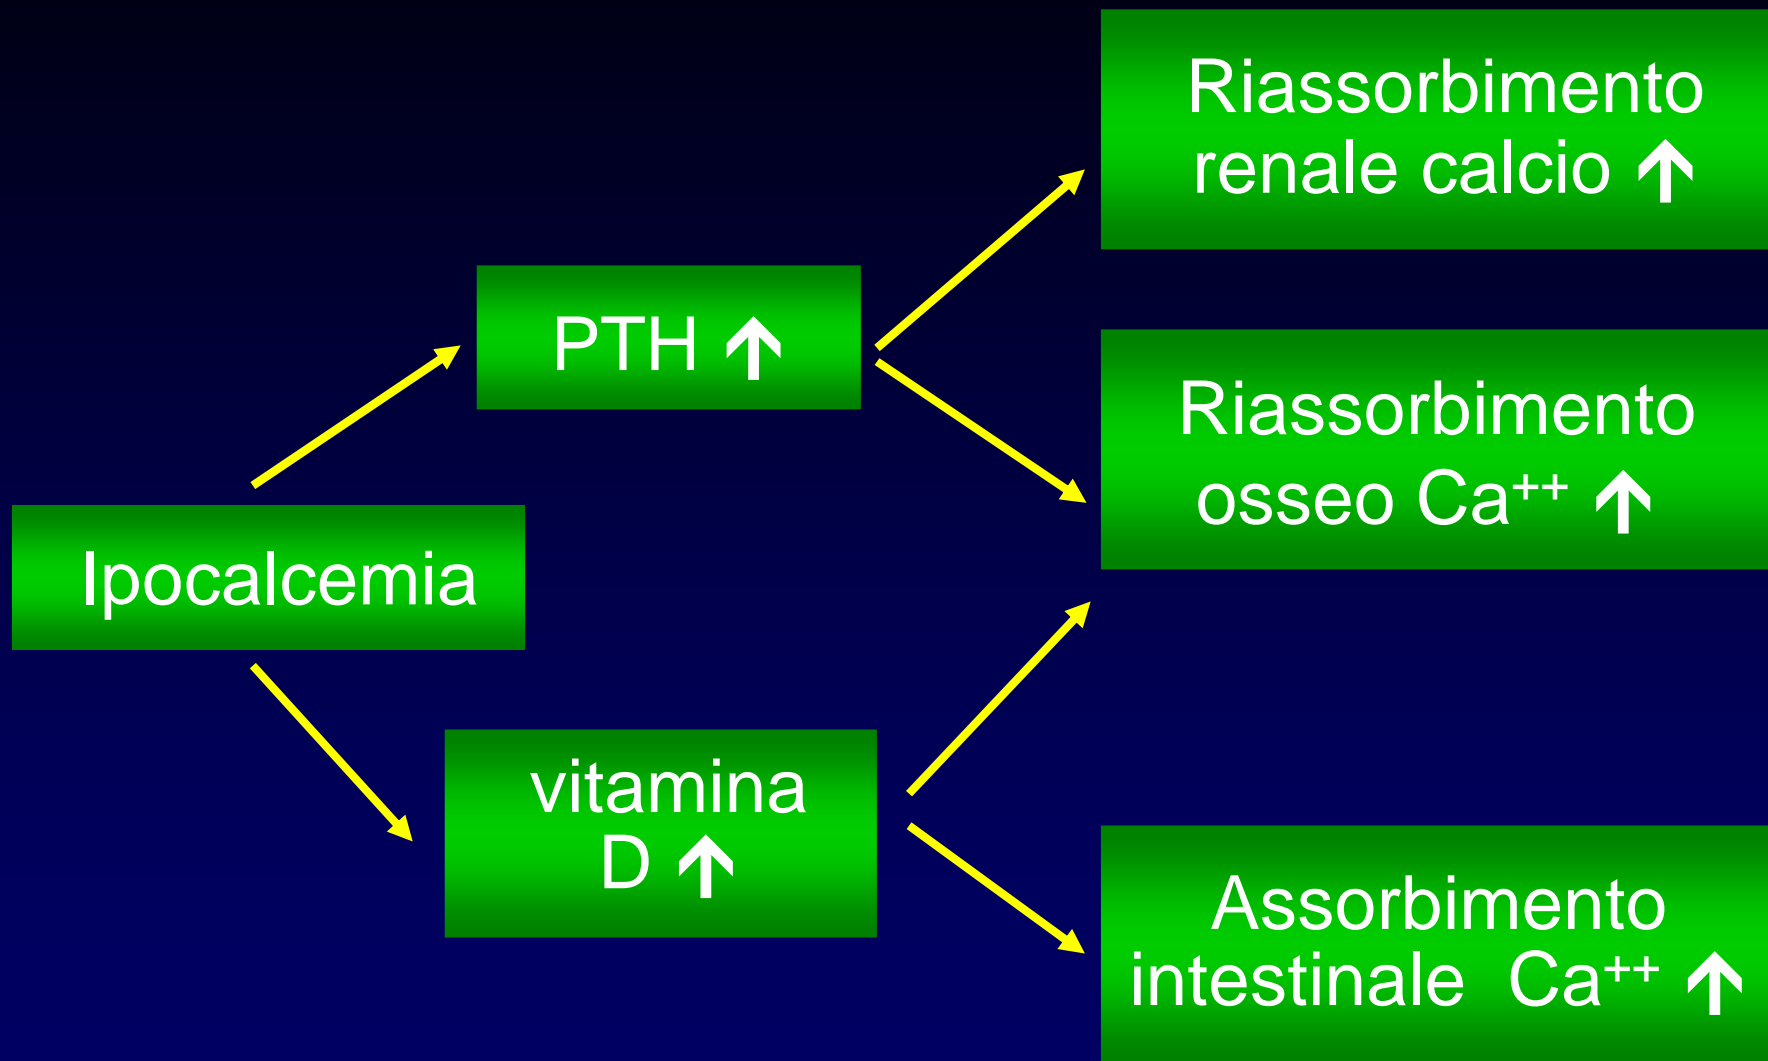 Riassorbimento
renale calcio ↑
PTH ↑
Riassorbimento
osseo Ca⁺⁺ ↑
Ipocalcemia
vitamina
D ↑
Assorbimento
intestinale Ca⁺⁺ ↑